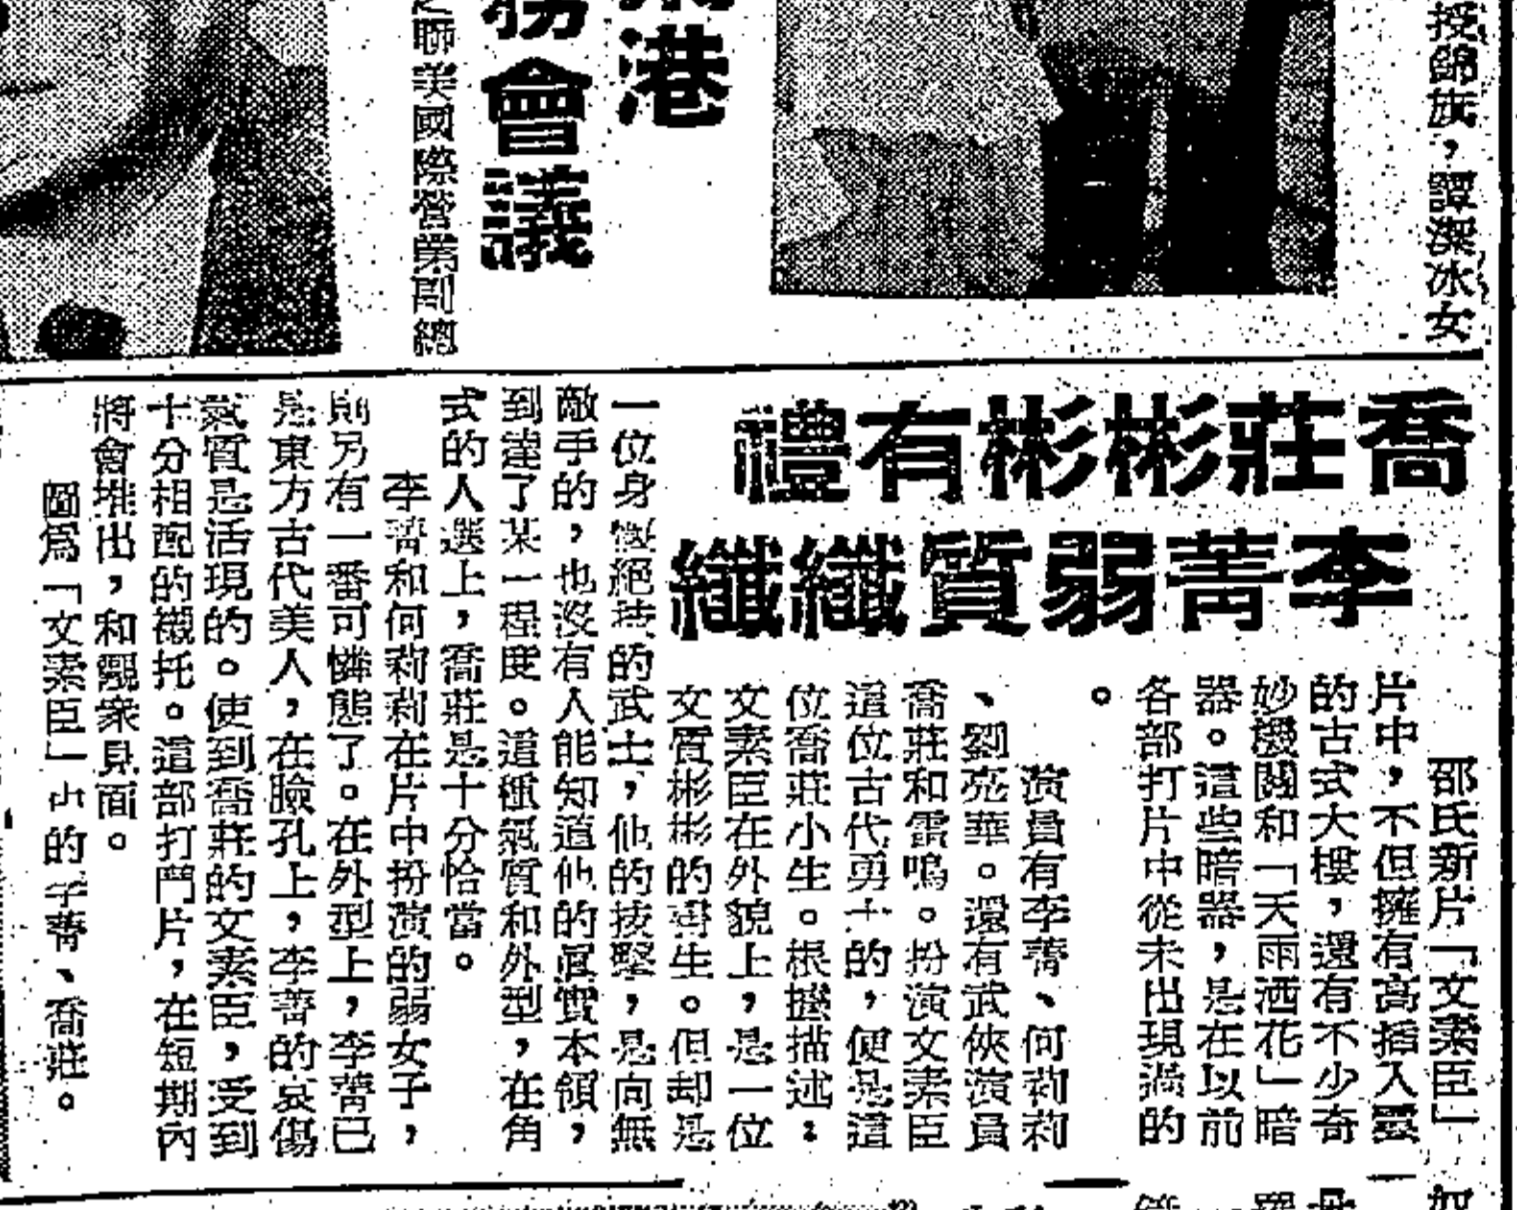 授錦旗，譚潔冰女
港
務會議
聯美國際營業副總
喬莊彬彬有禮
李菁弱質纖纖
邵氏新片「文素臣」
片中，不但擁有高插入雲
的古式大樓，還有不少奇
妙機關和「天雨洒花」暗
器。這些暗器，是在以前
各部打片中從未出現過的
。
演員有李菁、何莉莉
、劉亮華。還有武俠演員
喬莊和雷鳴。扮演文素臣
這位古代勇士的，便是這
位喬莊小生。根據描述：
文素臣在外貌上，是一位
文質彬彬的書生。但却是
一位身懷絕技的武士，他的技擊，是向無
敵手的，也沒有人能知道他的眞實本領，
到達了某一程度。這種氣質和外型，在角
式的人選上，喬莊是十分恰當。
李菁和何莉莉在片中扮演的弱女子，
則另有一番可憐態了。在外型上，李菁已
是東方古代美人，在臉孔上，李菁的哀傷
氣質是活現的。使到喬莊的文素臣，受到
十分相配的襯托。這部打鬥片，在短期內
將會推出，和觀衆見面。
圖爲「文素臣」中的李菁、喬莊。